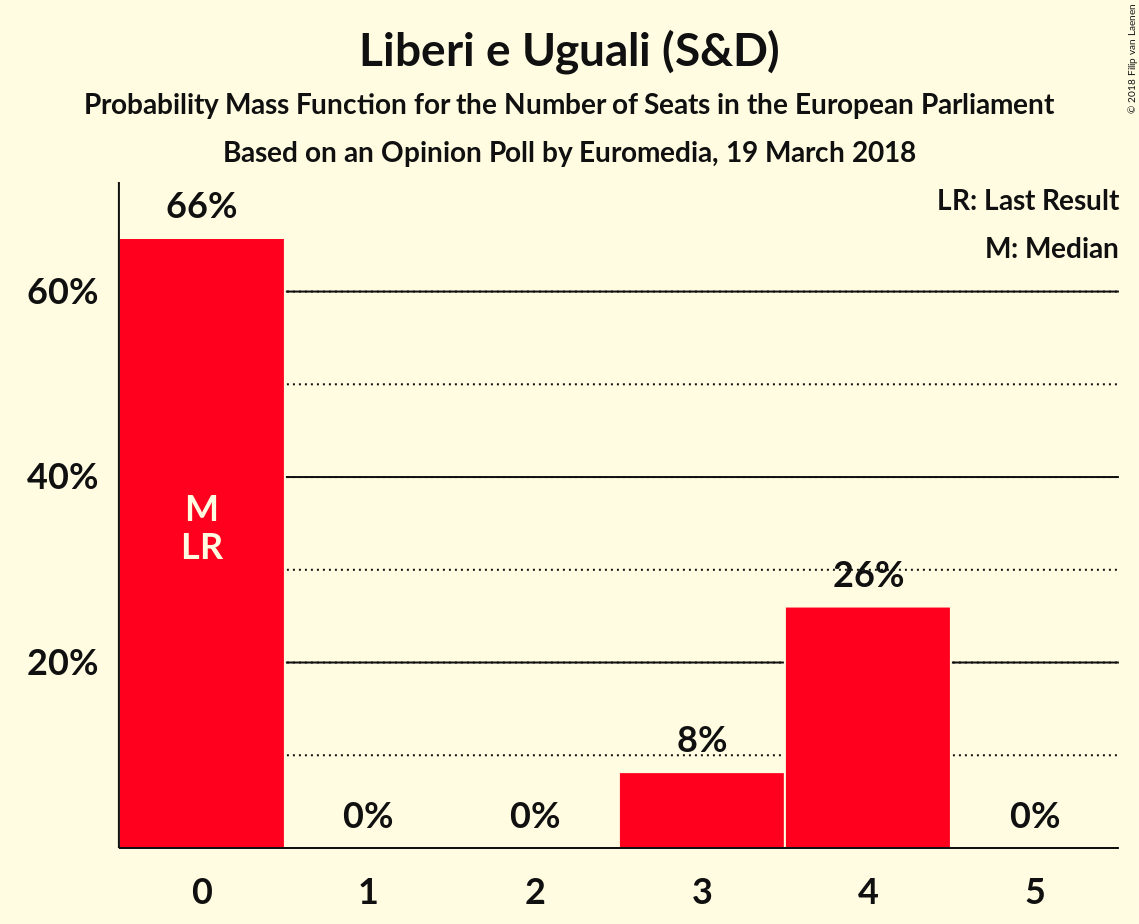 Liberi e Uguali (S&D)
Probability Mass Function for the Number of Seats in the European Parliament
Based on an Opinion Poll by Euromedia, 19 March 2018
© 2018 Filip van Laenen
LR: Last Result
M: Median
66%
60%
40%
20%
M
LR
0%
0%
8%
26%
0%
0
1
2
3
4
5